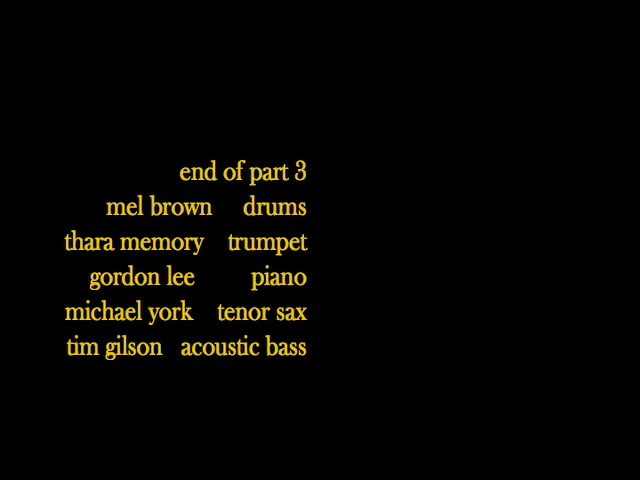 end of part 3
mel brown drums
thara memory trumpet
gordon lee piano
michael york tenor sax
tim gilson acoustic bass